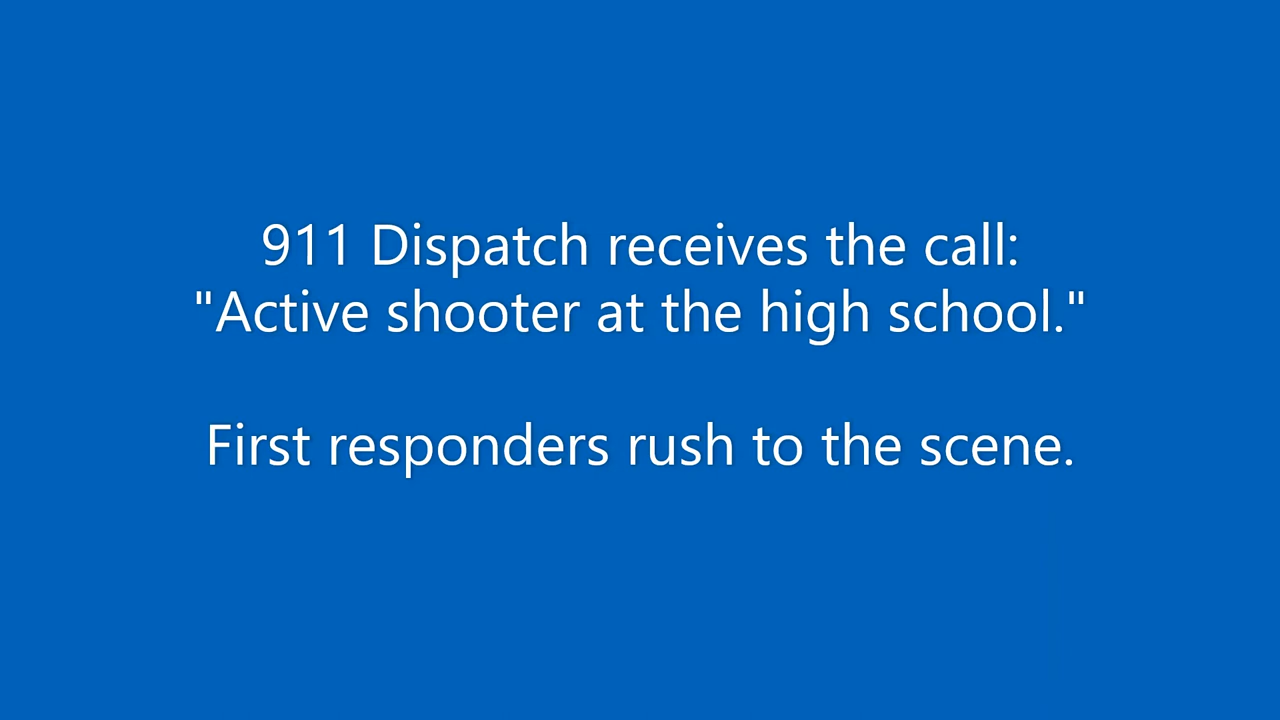 911 Dispatch receives the call:
"Active shooter at the high school."
First responders rush to the scene.